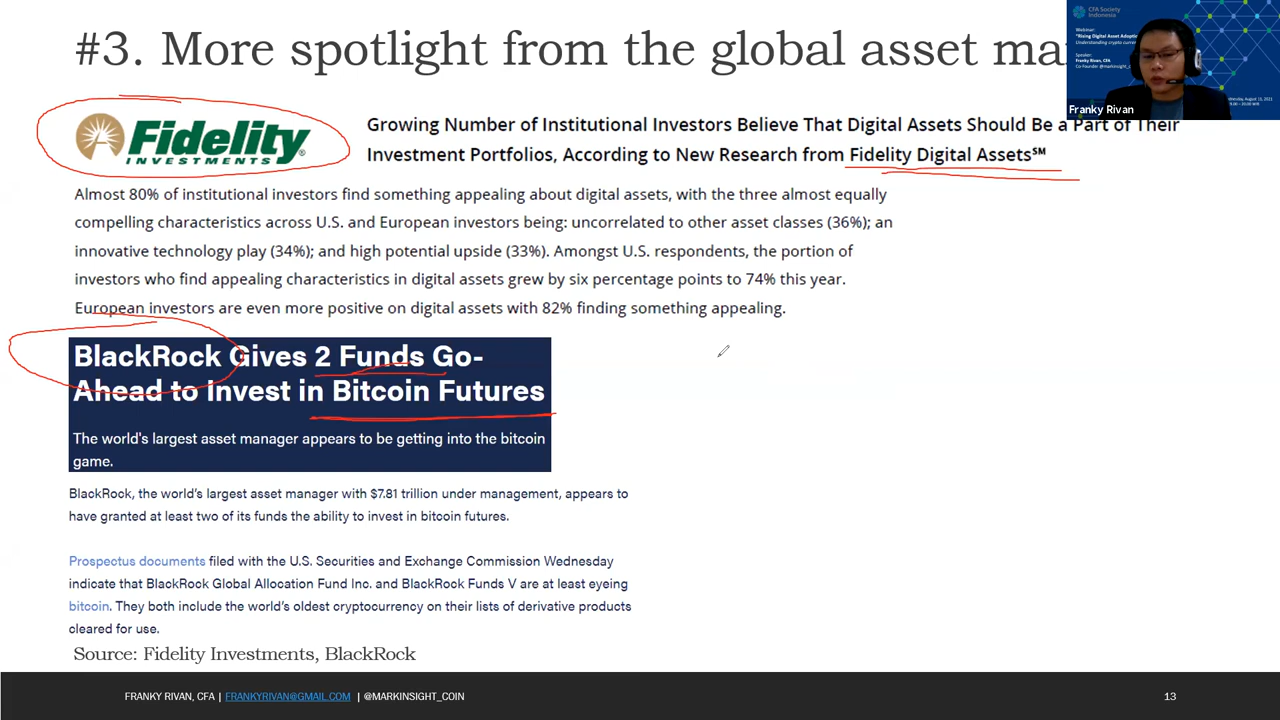 #3. More spotlight from the global asset ma
CFA Society
Indonesia
Webinar:
Speaker:
Franky Rivan, CFA
Franky Rivan
Fidelity
INVESTMENTS
Growing Number of Institutional Investors Believe That Digital Assets Should Be a Part of Their
Investment Portfolios, According to New Research from Fidelity Digital Assets℠
Almost 80% of institutional investors find something appealing about digital assets, with the three almost equally
compelling characteristics across U.S. and European investors being: uncorrelated to other asset classes (36%); an
innovative technology play (34%); and high potential upside (33%). Amongst U.S. respondents, the portion of
investors who find appealing characteristics in digital assets grew by six percentage points to 74% this year.
European investors are even more positive on digital assets with 82% finding something appealing.
BlackRock Gives 2 Funds Go-
Ahead to Invest in Bitcoin Futures
The world's largest asset manager appears to be getting into the bitcoin
game.
BlackRock, the world's largest asset manager with $7.81 trillion under management, appears to
have granted at least two of its funds the ability to invest in bitcoin futures.
Prospectus documents filed with the U.S. Securities and Exchange Commission Wednesday
indicate that BlackRock Global Allocation Fund Inc. and BlackRock Funds V are at least eyeing
bitcoin. They both include the world's oldest cryptocurrency on their lists of derivative products
cleared for use.
Source: Fidelity Investments, BlackRock
FRANKY RIVAN, CFA | FRANKYRIVAN@GMAIL.COM | @MARKINSIGHT_COIN
13